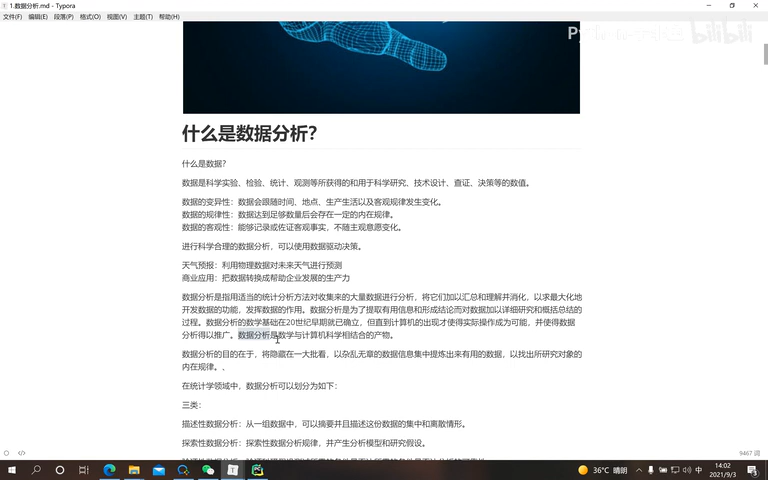 1.数据分析.md - Typora
文件(F) 编辑(E) 段落(P) 格式(O) 视图(V) 主题(T) 帮助(H)
bilibili
什么是数据分析?
什么是数据?
数据是科学实验、检验、统计、观测等所获得的和用于科学研究、技术设计、查证、决策等的数值。
数据的变异性：数据会跟随时间、地点、生产生活以及客观规律发生变化。
数据的规律性：数据达到足够数量后会存在一定的内在规律。
数据的客观性：能够记录或佐证客观事实，不随主观意愿变化。
进行科学合理的数据分析，可以使用数据驱动决策。
天气预报：利用物理数据对未来天气进行预测
商业应用：把数据转换成帮助企业发展的生产力
数据分析是指用适当的统计分析方法对收集来的大量数据进行分析，将它们加以汇总和理解并消化，以求最大化地
开发数据的功能，发挥数据的作用。数据分析是为了提取有用信息和形成结论而对数据加以详细研究和概括总结的
过程。数据分析的数学基础在20世纪早期就已确立，但直到计算机的出现才使得实际操作成为可能，并使得数据
分析得以推广。数据分析是数学与计算机科学相结合的产物。
数据分析的目的在于，将隐藏在一大批看，以杂乱无章的数据信息集中提炼出来有用的数据，以找出所研究对象的
内在规律。、
在统计学领域中，数据分析可以划分为如下：
三类：
描述性数据分析：从一组数据中，可以摘要并且描述这份数据的集中和离散情形。
探索性数据分析：探索性数据分析规律，并产生分析模型和研究假设。
9467 词
36°C 晴朗
中
14:02
2021/9/3